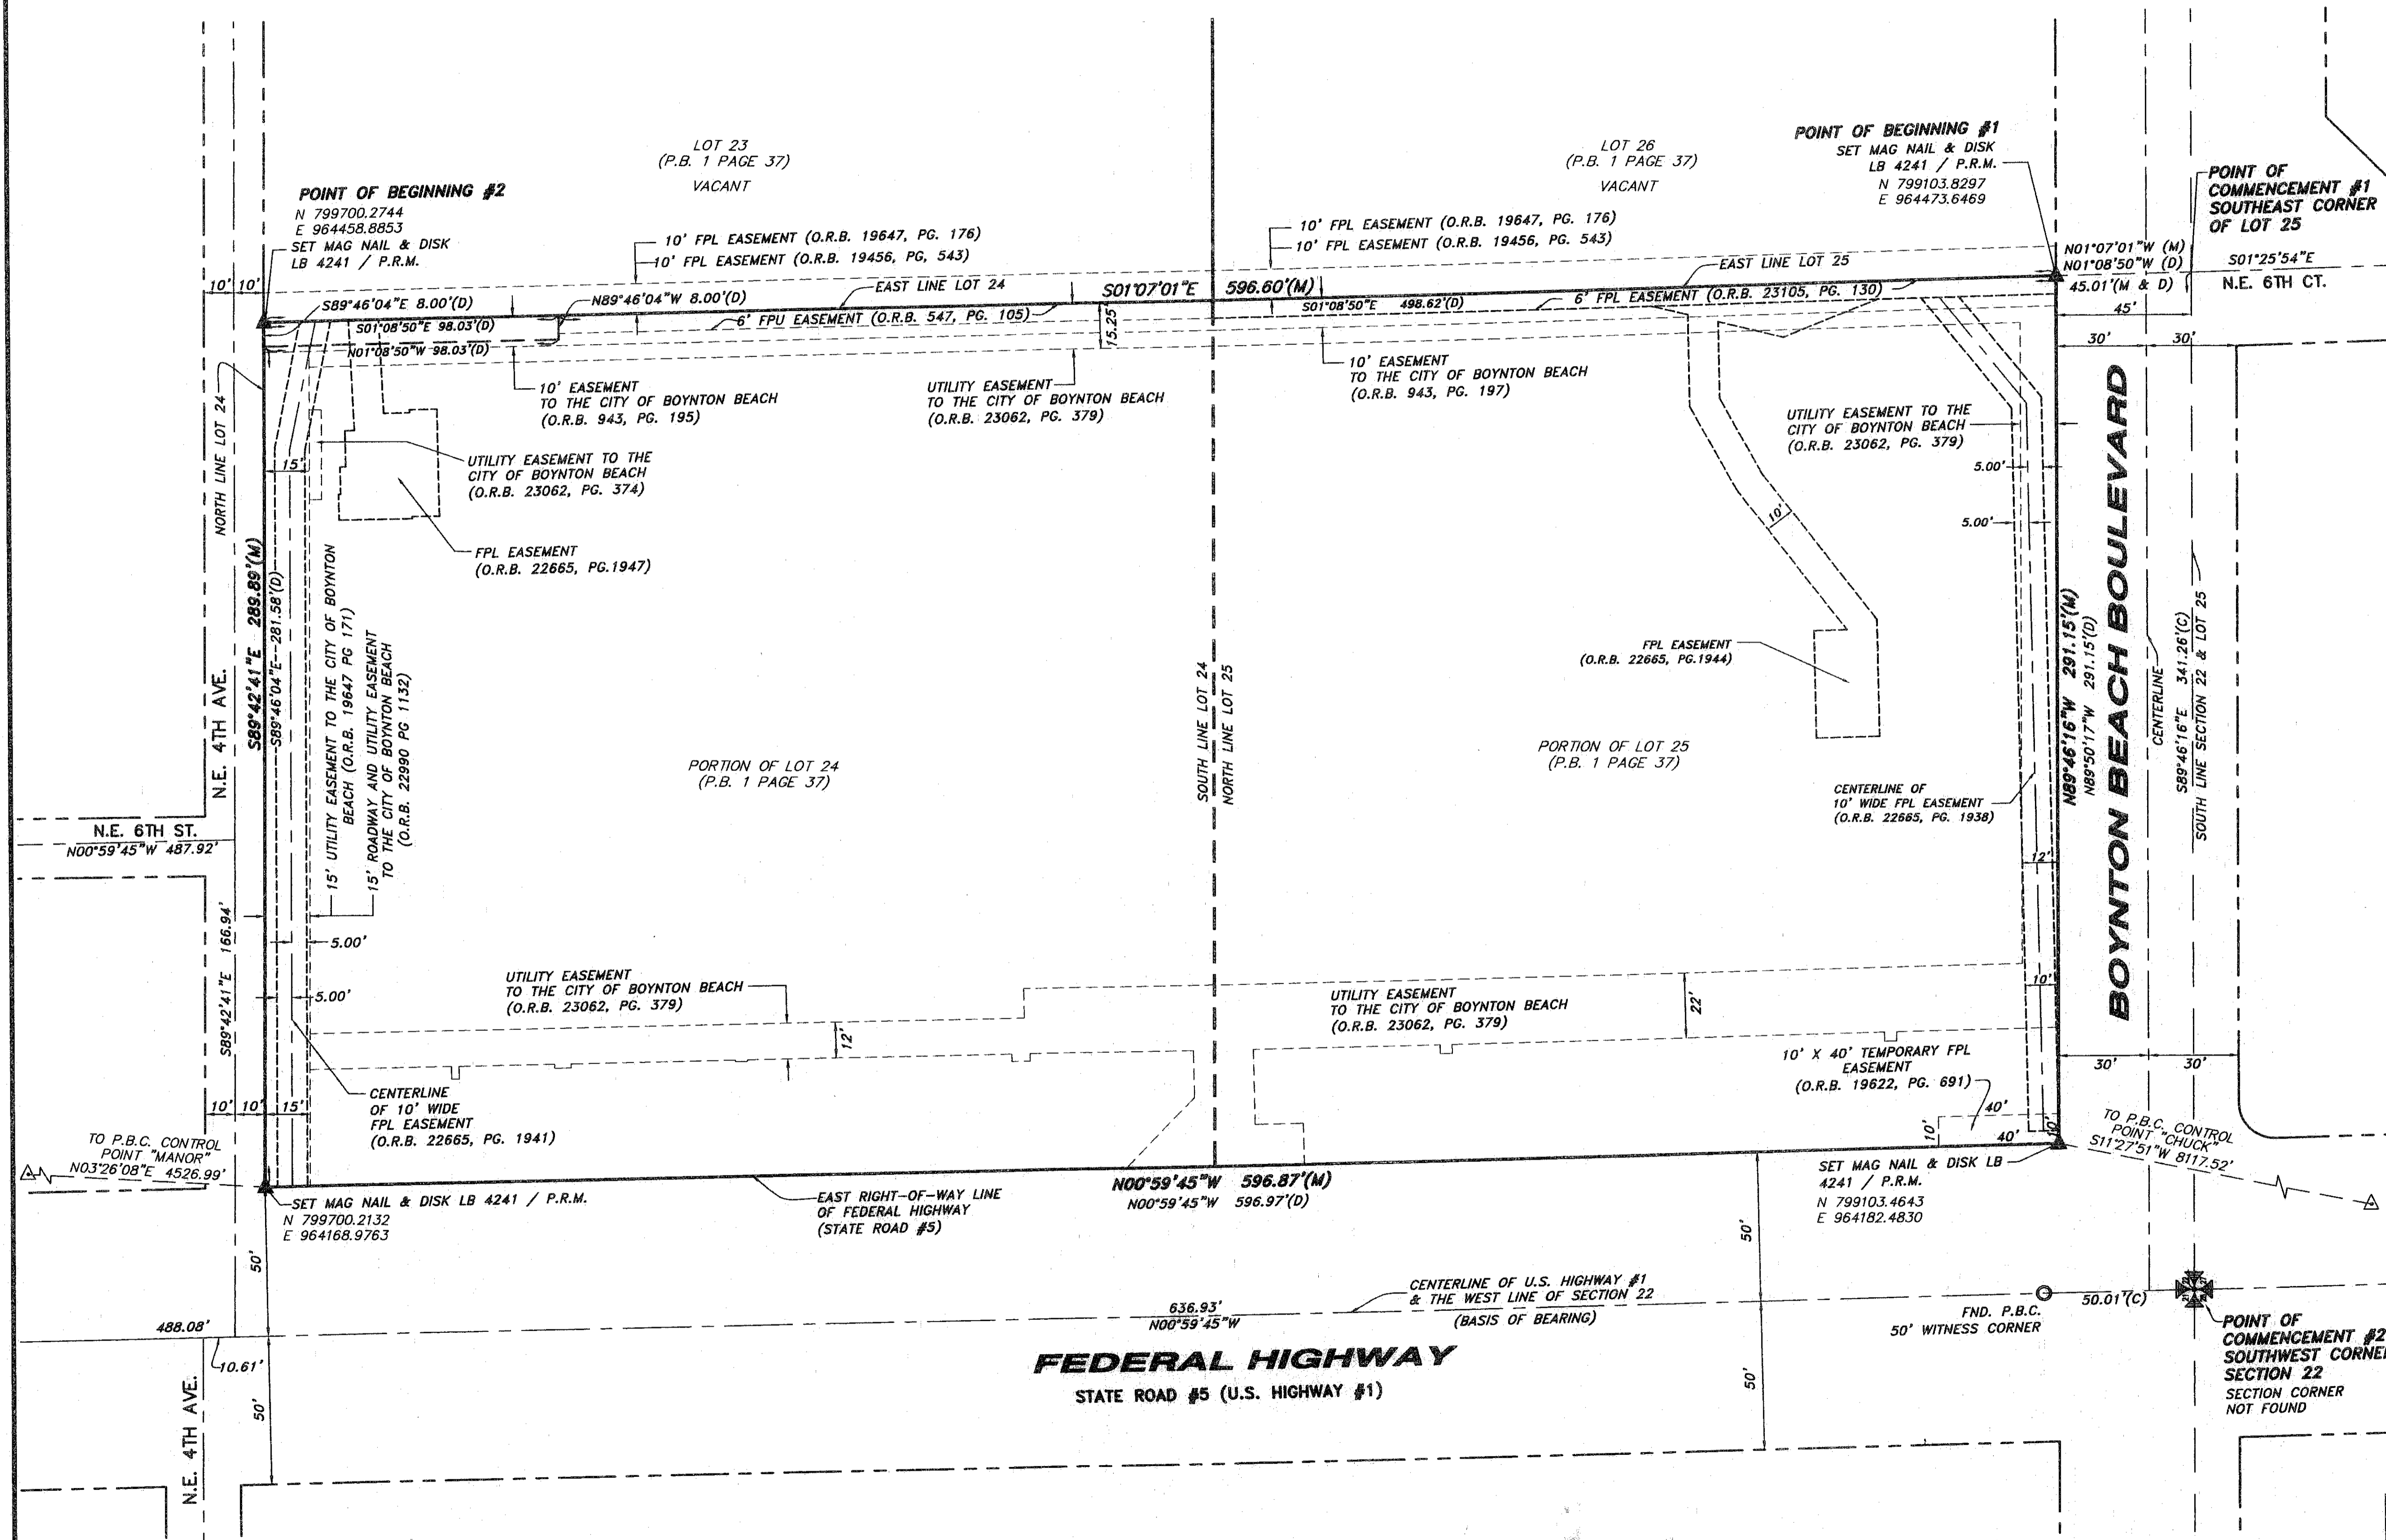 LOT 23
(P.B. 1 PAGE 37)
VACANT
LOT 26
(P.B. 1 PAGE 37)
VACANT
POINT OF BEGINNING #1
SET MAG NAIL & DISK
LB 4241 / P.R.M.
N 799103.8297
E 964473.6469
POINT OF
COMMENCEMENT #1
SOUTHEAST CORNER
OF LOT 25
POINT OF BEGINNING #2
N 799700.2744
E 964458.8853
SET MAG NAIL & DISK
LB 4241 / P.R.M.
10' FPL EASEMENT (O.R.B. 19647, PG. 176)
10' FPL EASEMENT (O.R.B. 19456, PG, 543)
10' FPL EASEMENT (O.R.B. 19647, PG. 176)
10' FPL EASEMENT (O.R.B. 19456, PG. 543)
N01°07'01"W (M)
N01°08'50"W (D)
45.01'(M & D)
45'
S01°25'54"E
N.E. 6TH CT.
10' 10'
S89°46'04"E 8.00'(D)
N89°46'04"W 8.00'(D)
EAST LINE LOT 24
S01°07'01"E 596.60'(M)
EAST LINE LOT 25
S01°08'50"E 98.03'(D)
6' FPU EASEMENT (O.R.B. 547, PG. 105)
15.25'
S01°08'50"E 498.62'(D)
6' FPL EASEMENT (O.R.B. 23105, PG. 130)
N01°08'50"W 98.03'(D)
30' 30'
10' EASEMENT
TO THE CITY OF BOYNTON BEACH
(O.R.B. 943, PG. 195)
UTILITY EASEMENT
TO THE CITY OF BOYNTON BEACH
(O.R.B. 23062, PG. 379)
10' EASEMENT
TO THE CITY OF BOYNTON BEACH
(O.R.B. 943, PG. 197)
UTILITY EASEMENT TO THE
CITY OF BOYNTON BEACH
(O.R.B. 23062, PG. 379)
5.00'
5.00'
NORTH LINE LOT 24
15'
UTILITY EASEMENT TO THE
CITY OF BOYNTON BEACH
(O.R.B. 23062, PG. 374)
FPL EASEMENT
(O.R.B. 22665, PG.1947)
10'
S89°42'41"E 289.89'(M)
S89°46'04"E--281.58'(D)
15' UTILITY EASEMENT TO THE CITY OF BOYNTON
BEACH (O.R.B. 19647 PG 171)
15' ROADWAY AND UTILITY EASEMENT
TO THE CITY OF BOYNTON BEACH
(O.R.B. 22990 PG 1132)
N.E. 4TH AVE.
SOUTH LINE LOT 24
NORTH LINE LOT 25
FPL EASEMENT
(O.R.B. 22665, PG.1944)
N89°46'16"W 291.15'(M)
N89°50'17"W 291.15'(D)
BOYNTON BEACH BOULEVARD
CENTERLINE
S89°46'16"E 341.26'(C)
SOUTH LINE SECTION 22 & LOT 25
PORTION OF LOT 24
(P.B. 1 PAGE 37)
PORTION OF LOT 25
(P.B. 1 PAGE 37)
CENTERLINE OF
10' WIDE FPL EASEMENT
(O.R.B. 22665, PG. 1938)
N.E. 6TH ST.
N00°59'45"W 487.92'
S89°42'41"E 166.94'
5.00'
5.00'
12'
10'
UTILITY EASEMENT
TO THE CITY OF BOYNTON BEACH
(O.R.B. 23062, PG. 379)
12'
UTILITY EASEMENT
TO THE CITY OF BOYNTON BEACH
(O.R.B. 23062, PG. 379)
22'
10' X 40' TEMPORARY FPL
EASEMENT
(O.R.B. 19622, PG. 691)
10'
40'
40'
10'
30' 30'
CENTERLINE
OF 10' WIDE
FPL EASEMENT
(O.R.B. 22665, PG. 1941)
10' 10' 15'
TO P.B.C. CONTROL
POINT "MANOR"
N03°26'08"E 4526.99'
TO P.B.C. CONTROL
POINT "CHUCK"
S11°27'51"W 8117.52'
SET MAG NAIL & DISK LB 4241 / P.R.M.
N 799700.2132
E 964168.9763
EAST RIGHT-OF-WAY LINE
OF FEDERAL HIGHWAY
(STATE ROAD #5)
N00°59'45"W 596.87'(M)
N00°59'45"W 596.97'(D)
SET MAG NAIL & DISK LB
4241 / P.R.M.
N 799103.4643
E 964182.4830
50'
50'
636.93'
N00°59'45"W
CENTERLINE OF U.S. HIGHWAY #1
& THE WEST LINE OF SECTION 22
(BASIS OF BEARING)
FND. P.B.C.
50' WITNESS CORNER
50.01'(C)
POINT OF
COMMENCEMENT #2
SOUTHWEST CORNER
SECTION 22
SECTION CORNER
NOT FOUND
488.08'
10.61'
50'
50'
N.E. 4TH AVE.
FEDERAL HIGHWAY
STATE ROAD #5 (U.S. HIGHWAY #1)